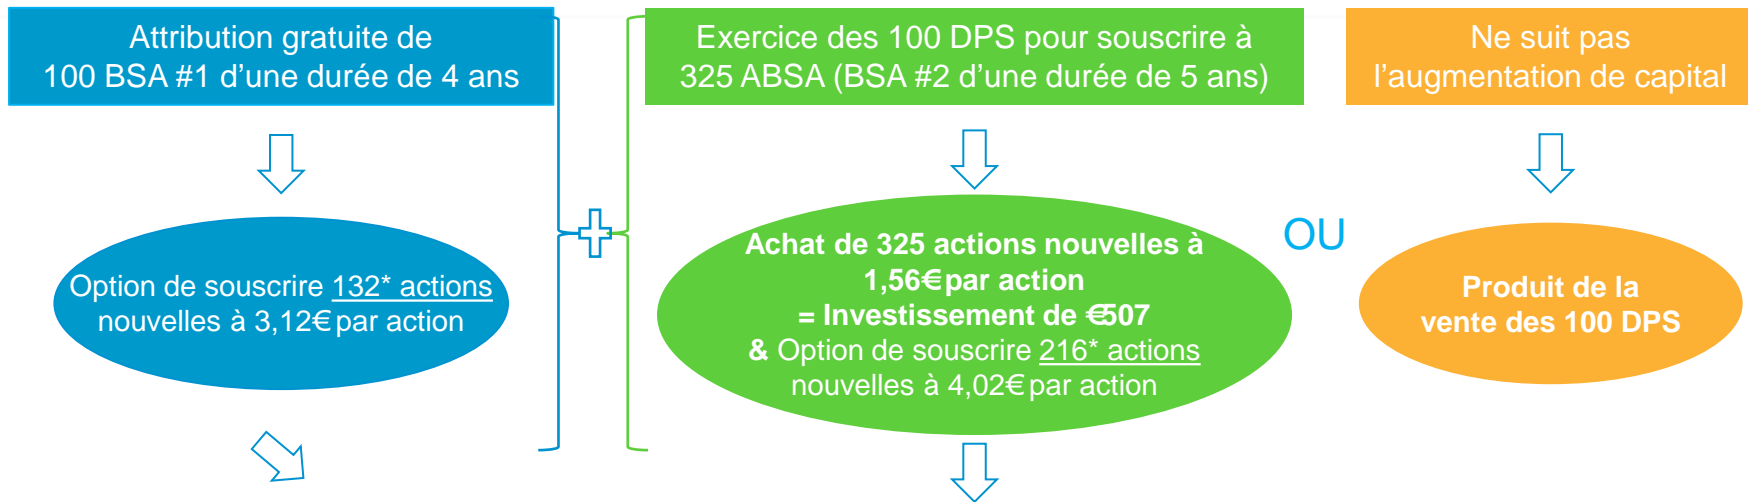 Attribution gratuite de
100 BSA #1 d’une durée de 4 ans
Option de souscrire 132* actions
nouvelles à 3,12€ par action
Exercice des 100 DPS pour souscrire à
325 ABSA (BSA #2 d’une durée de 5 ans)
Achat de 325 actions nouvelles à
1,56€ par action
= Investissement de €507
& Option de souscrire 216* actions
nouvelles à 4,02€ par action
OU
Ne suit pas
l’augmentation de capital
Produit de la
vente des 100 DPS